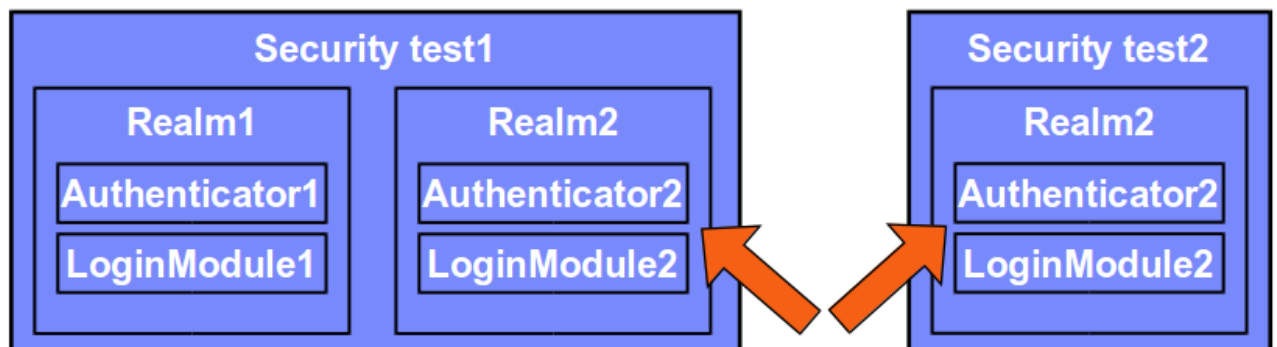 Security test1
Realm1
Authenticator1
LoginModule1
Realm2
Authenticator2
LoginModule2
Security test2
Realm2
Authenticator2
LoginModule2